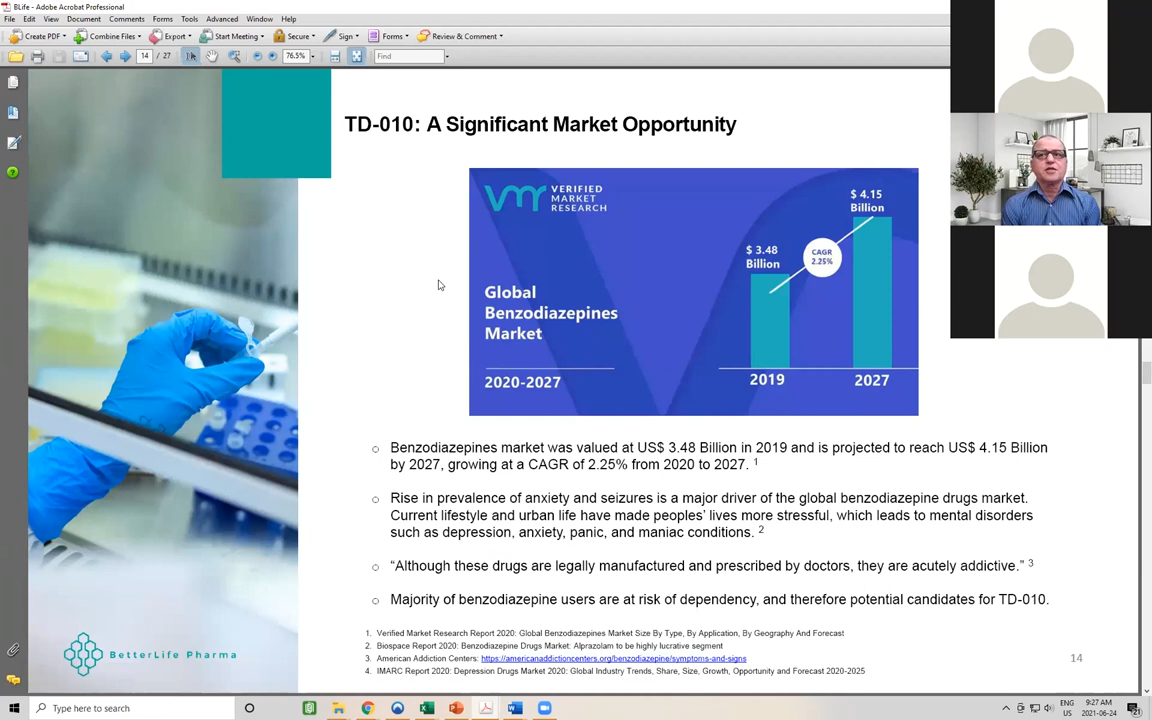 BLife - Adobe Acrobat Professional
File Edit View Document Comments Forms Tools Advanced Window Help
Create PDF Combine Files Export Start Meeting Secure Sign Forms Review & Comment
14 / 27 76.5% Find
TD-010: A Significant Market Opportunity
VMR VERIFIED
MARKET
RESEARCH
$ 4.15
Billion
$ 3.48
Billion
CAGR
2.25%
Global
Benzodiazepines
Market
2020-2027
2019 2027
Benzodiazepines market was valued at US$ 3.48 Billion in 2019 and is projected to reach US$ 4.15 Billion
by 2027, growing at a CAGR of 2.25% from 2020 to 2027. 1
Rise in prevalence of anxiety and seizures is a major driver of the global benzodiazepine drugs market.
Current lifestyle and urban life have made peoples' lives more stressful, which leads to mental disorders
such as depression, anxiety, panic, and maniac conditions. 2
“Although these drugs are legally manufactured and prescribed by doctors, they are acutely addictive.” 3
Majority of benzodiazepine users are at risk of dependency, and therefore potential candidates for TD-010.
1. Verified Market Research Report 2020: Global Benzodiazepines Market Size By Type, By Application, By Geography And Forecast
2. Biospace Report 2020: Benzodiazepine Drugs Market: Alprazolam to be highly lucrative segment
3. American Addiction Centers: https://americanaddictioncenters.org/benzodiazepine/symptoms-and-signs
4. IMARC Report 2020: Depression Drugs Market 2020: Global Industry Trends, Share, Size, Growth, Opportunity and Forecast 2020-2025
BetterLife Pharma
14
Type here to search
ENG
US
9:27 AM
2021-06-24
21